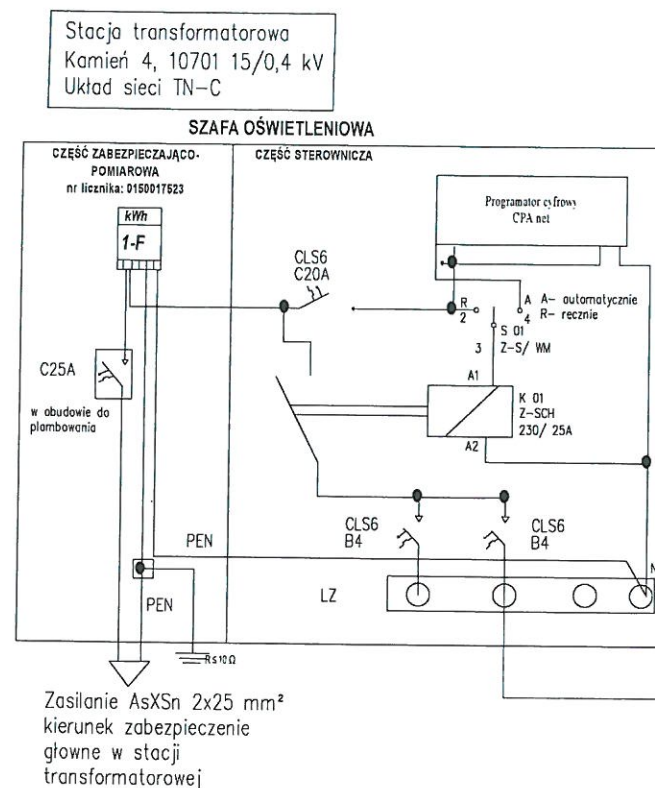 Stacja transformatorowa
Kamień 4, 10701 15/0,4 kV
Układ sieci TN-C
SZAFA OŚWIETLENIOWA
CZĘŚĆ ZABEZPIECZAJĄCO-
POMIAROWA
nr licznika: 0150017523
CZĘŚĆ STEROWNICZA
kWh
1-F
Programator cyfrowy
CPA net
CLS6
C20A
R
2
A
4
A- automatycznie
R- recznie
S 01
3
Z-S/ WM
C25A
w obudowie do
plombowania
A1
K 01
Z-SCH
230/ 25A
A2
CLS6
B4
CLS6
B4
PEN
N
LZ
PEN
R≤10Ω
Zasilanie AsXSn 2x25 mm²
kierunek zabezpieczenie
głowne w stacji
transformatorowej